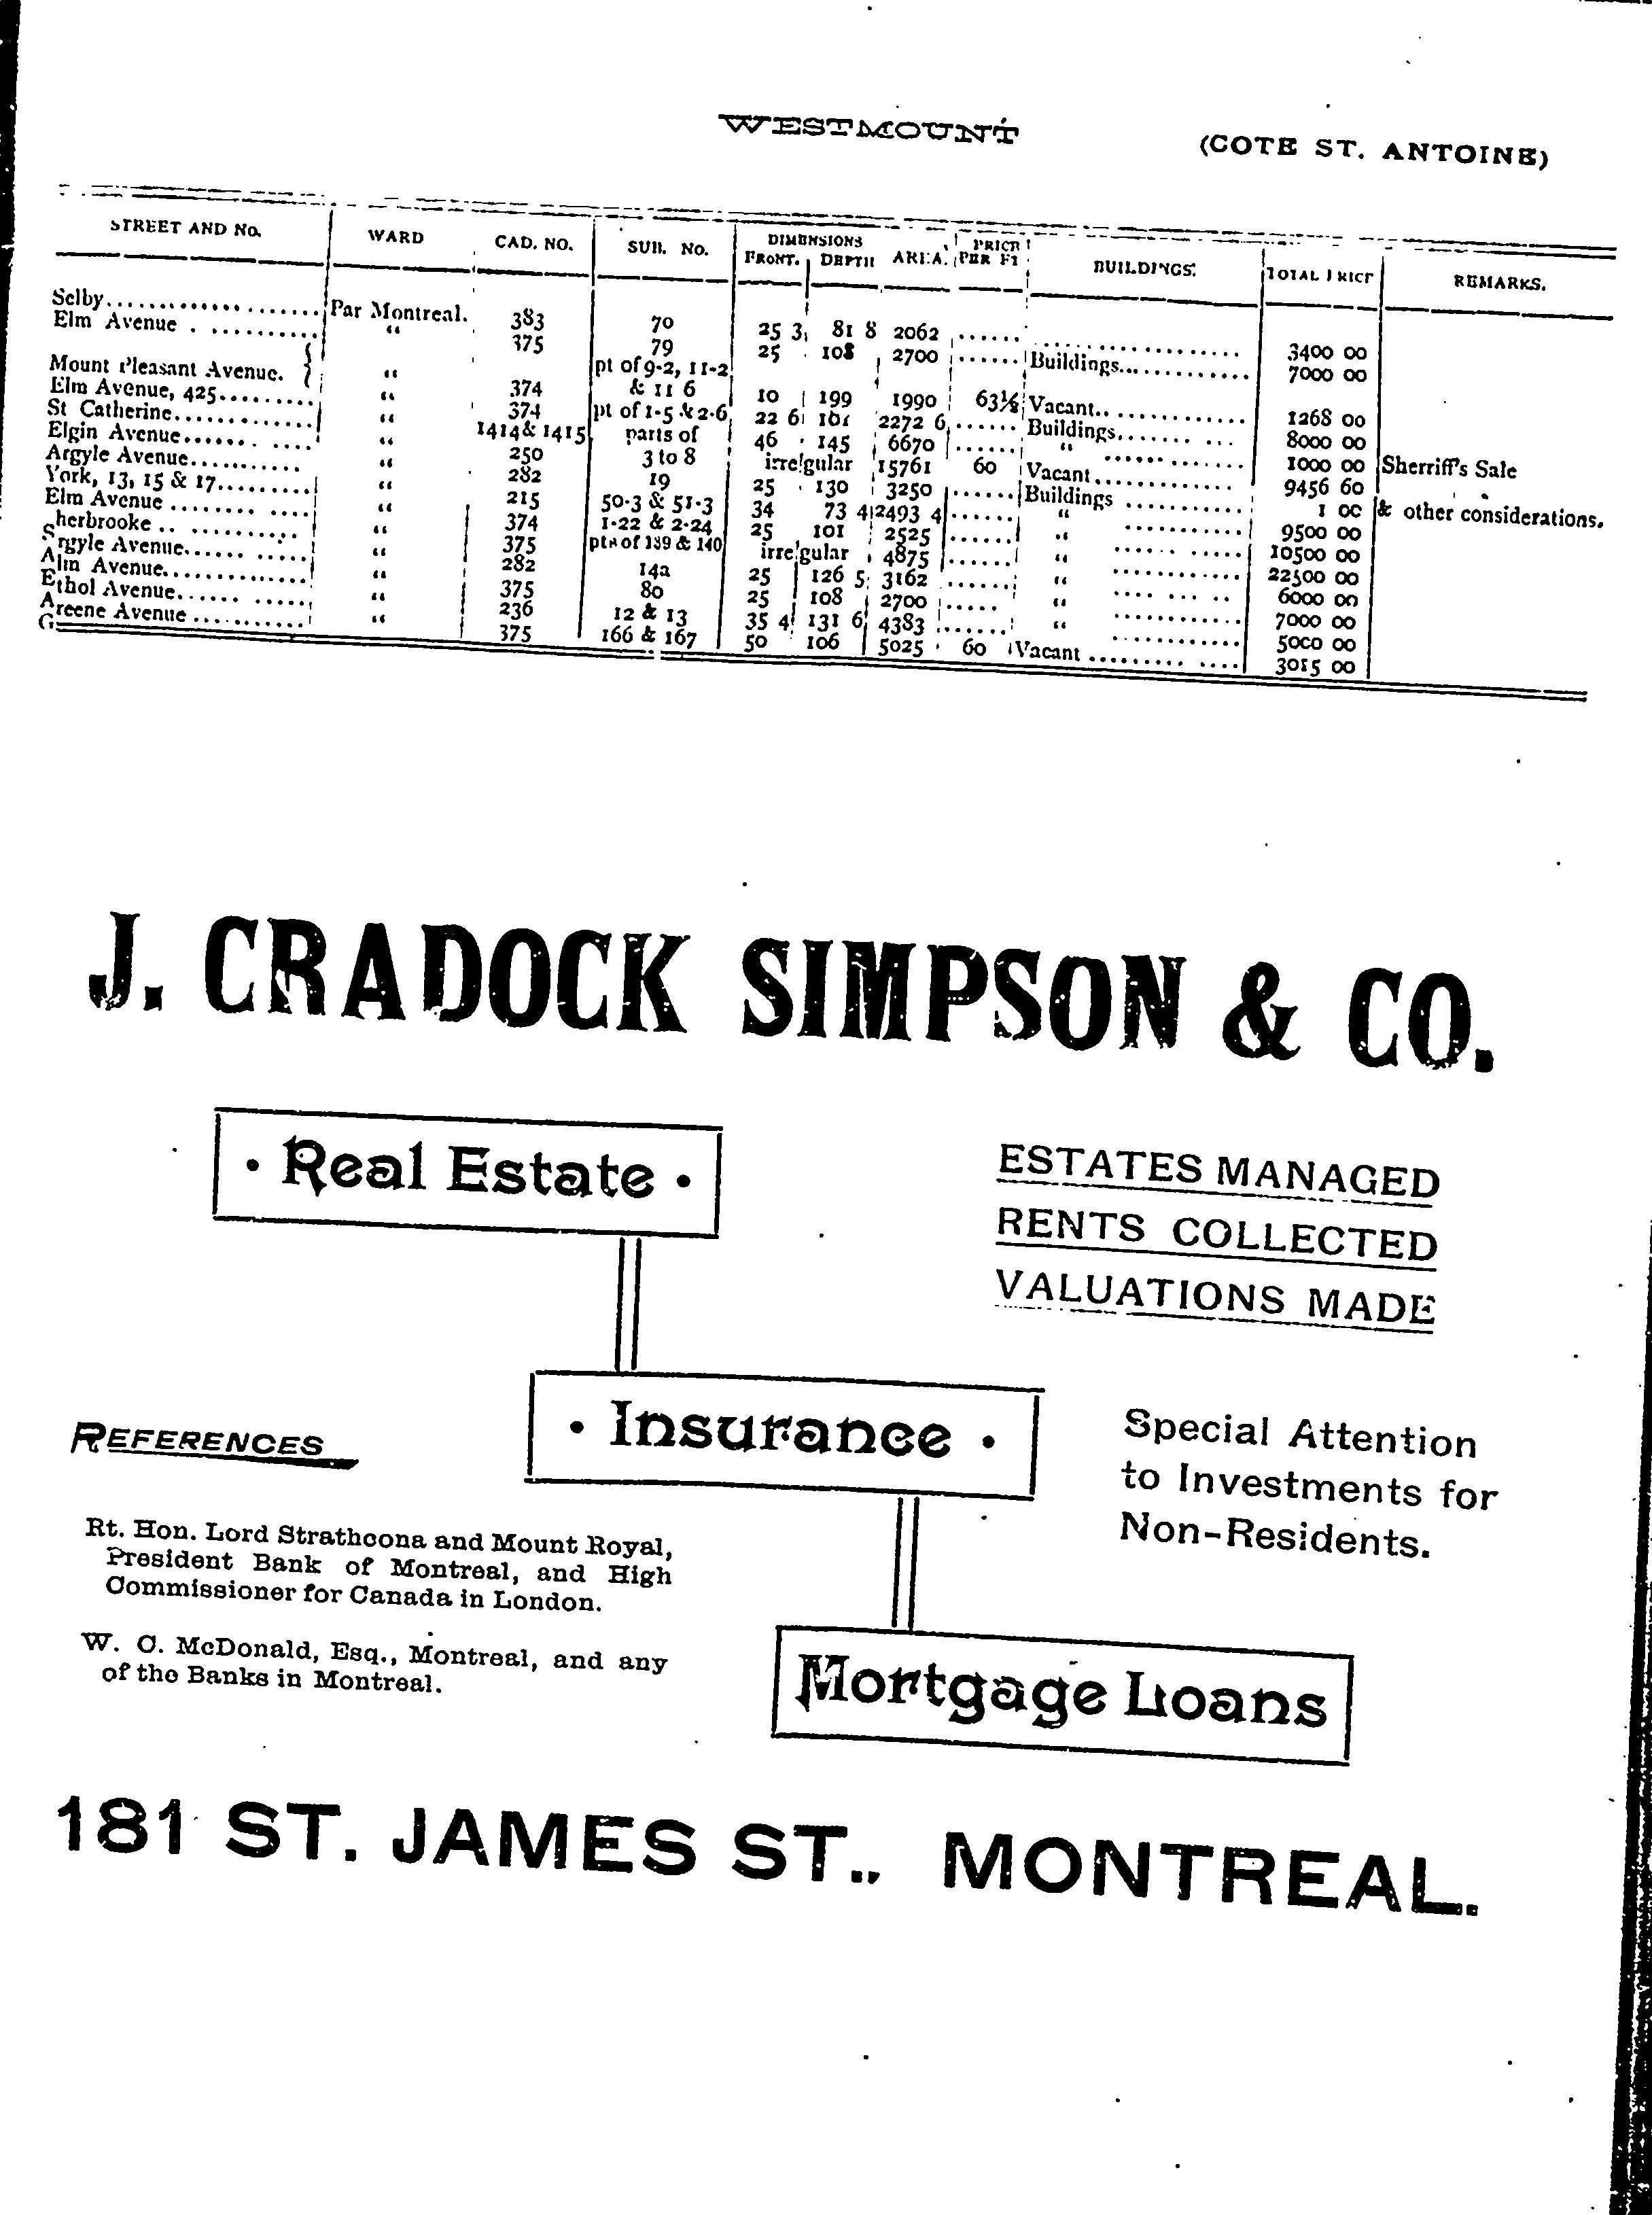 WESTMOUNT (COTE ST. ANTOINE)
STREET AND No. WARD CAD. NO. SUB. No. DIMENSIONS FRONT. DEPTH AREA. PRICE PER FT BUILDINGS. TOTAL PRICE REMARKS.
Selby.................... Par Montreal. 383 70 25 3 81 8 2062 ...... .................. 3400 00
Elm Avenue . .......... “ 375 79 25 108 2700 ...... Buildings............. 7000 00
Mount Pleasant Avenue. { “ 374 pt of 9-2, 11-2 & 11 6 10 199 1990 63½ Vacant.. ............ 1268 00
Elm Avenue, 425......... “ 374 pt of 1-5 & 2-6 22 6 101 2272 6 ...... Buildings....... ... 8000 00
St Catherine............. “ 1414 & 1415 parts of 46 145 6670 ...... “ ...... ....... 1000 00 Sherriff's Sale
Elgin Avenue....... .... “ 250 3 to 8 irregular 15761 60 Vacant............ 9456 60
Argyle Avenue........... “ 282 19 25 130 3250 ...... Buildings ........... 1 00 & other considerations.
York, 13, 15 & 17......... “ 215 50-3 & 51-3 34 73 4 2493 4 ...... “ ............ 9500 00
Elm Avenue ........ .... “ 374 1-22 & 2-24 25 101 2525 ...... “ ..... ...... 10500 00
Sherbrooke .. .......... “ 375 pts of 139 & 140 irregular 4875 ...... “ ............ 22500 00
Argyle Avenue...... ..... “ 282 14a 25 126 5 3162 ...... “ .... ... .. 6000 00
Elm Avenue............. “ 375 80 25 108 2700 ..... “ ............ 7000 00
Athol Avenue...... ..... “ 236 12 & 13 35 4 131 6 4383 ...... “ ............ 5000 00
Greene Avenue ........... “ 375 166 & 167 50 106 5025 60 Vacant ......... .... 3015 00
J. CRADOCK SIMPSON & CO.
· Real Estate ·
ESTATES MANAGED
RENTS COLLECTED
VALUATIONS MADE
· Insurance ·
REFERENCES
Special Attention
to Investments for
Non-Residents.
Rt. Hon. Lord Strathcona and Mount Royal,
President Bank of Montreal, and High
Commissioner for Canada in London.
W. C. McDonald, Esq., Montreal, and any
of the Banks in Montreal.
Mortgage Loans
181 ST. JAMES ST., MONTREAL.